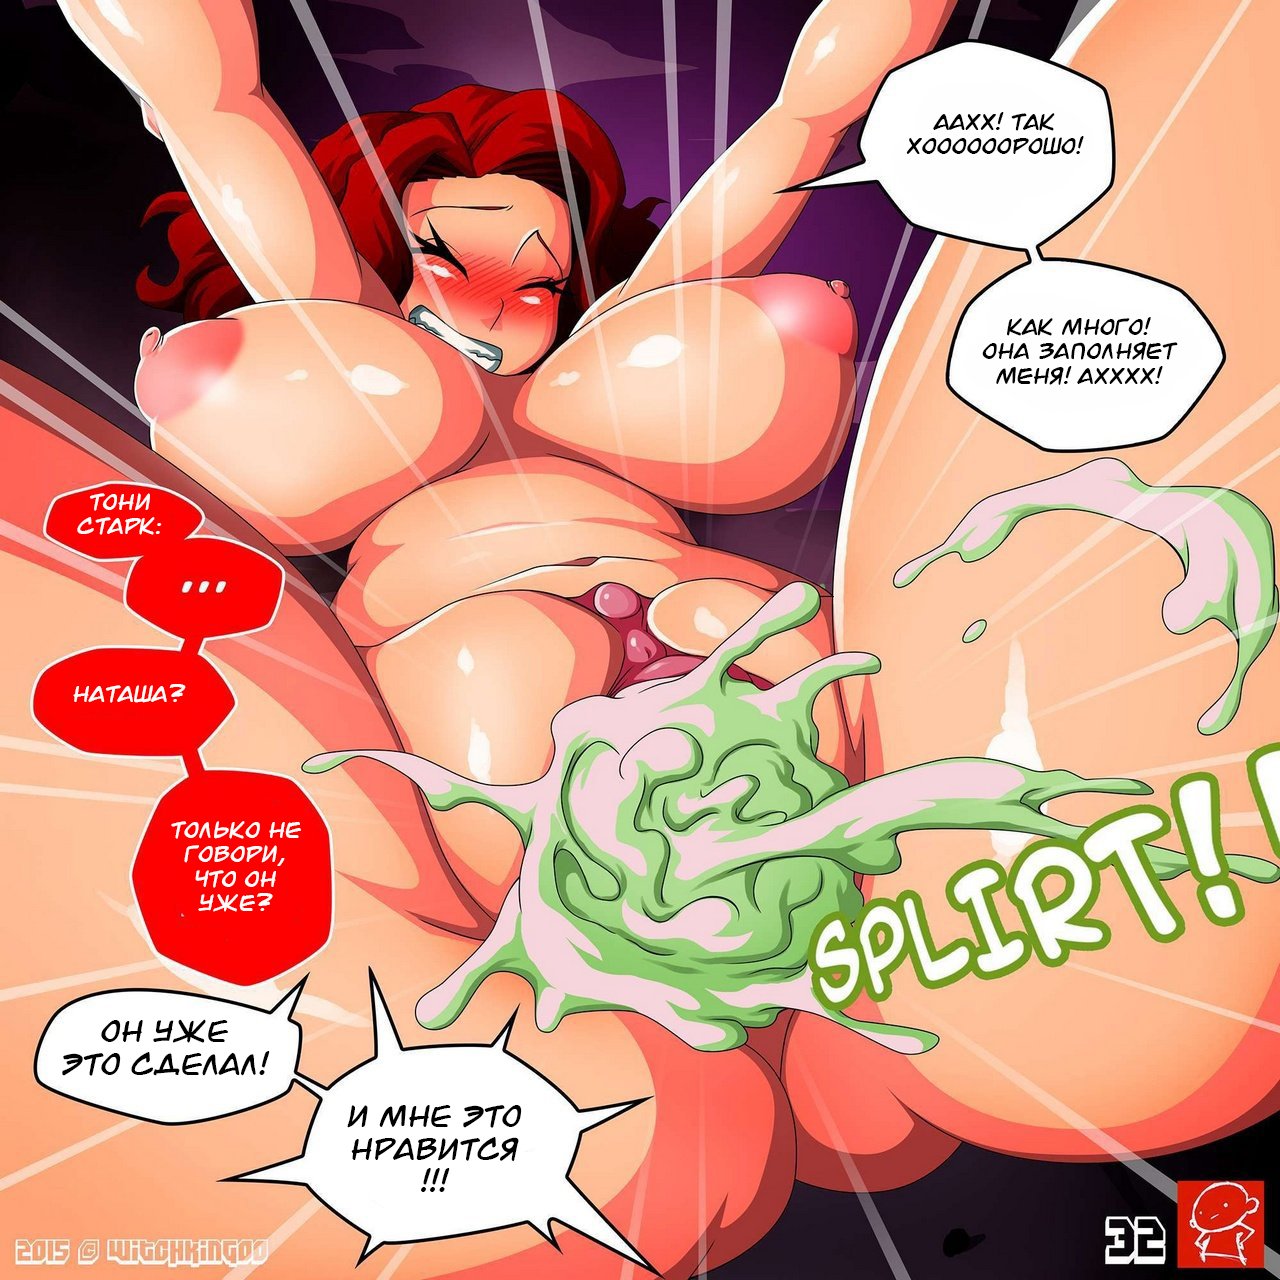 ААХХ! ТАК
ХООООООРОШО!
КАК МНОГО!
ОНА ЗАПОЛНЯЕТ
МЕНЯ! АХХХХ!
ТОНИ
СТАРК:
...
НАТАША?
ТОЛЬКО НЕ
ГОВОРИ,
ЧТО ОН
УЖЕ?
SPLIRT!!
ОН УЖЕ
ЭТО СДЕЛАЛ!
И МНЕ ЭТО
НРАВИТСЯ
!!!
2015 © WITCHKING00
32